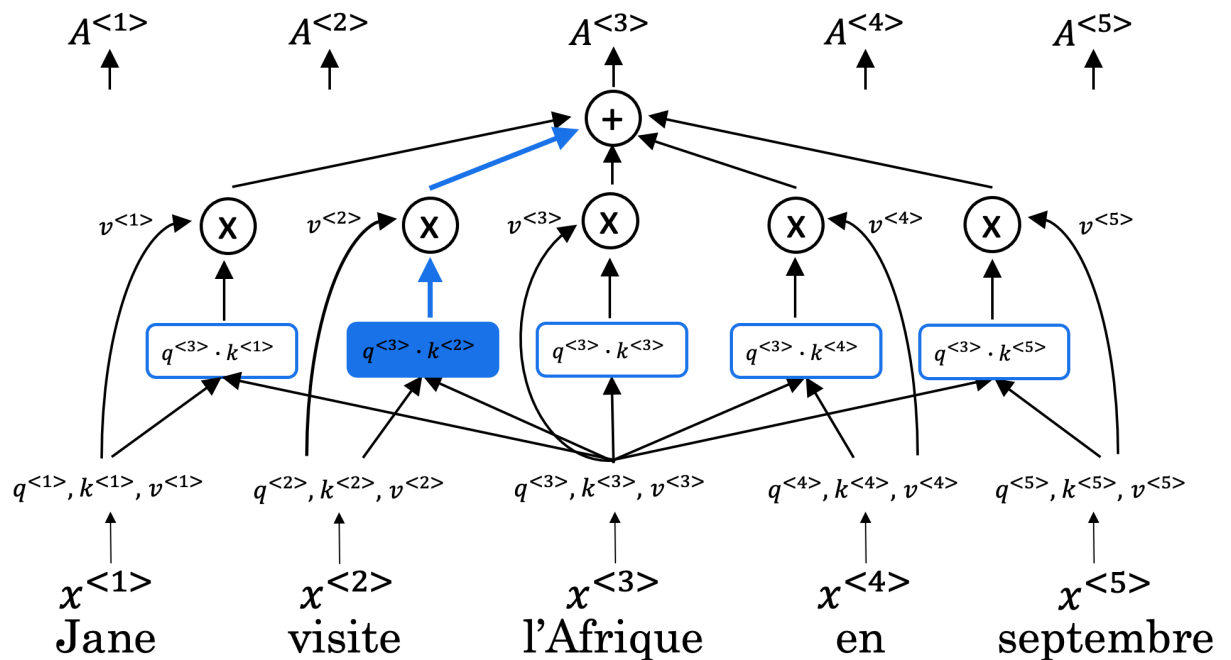 A<1> A<2> A<3> A<4> A<5>
+
v<1> x v<2> x v<3> x x v<4> x v<5>
q<3> · k<1> q<3> · k<2> q<3> · k<3> q<3> · k<4> q<3> · k<5>
q<1>, k<1>, v<1> q<2>, k<2>, v<2> q<3>, k<3>, v<3> q<4>, k<4>, v<4> q<5>, k<5>, v<5>
x<1> x<2> x<3> x<4> x<5>
Jane visite l'Afrique en septembre